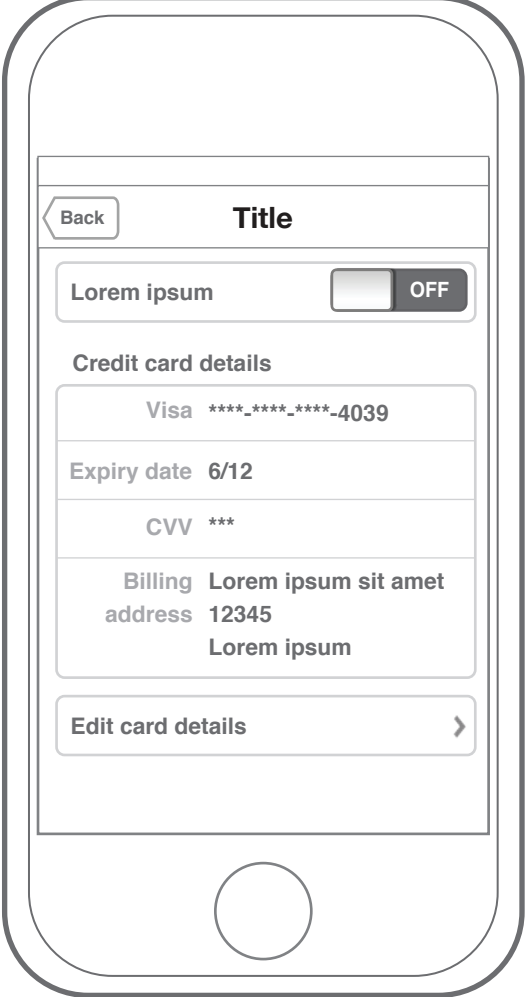 Back Title
Lorem ipsum OFF
Credit card details
Visa ****-****-****-4039
Expiry date 6/12
CVV ***
Billing Lorem ipsum sit amet
address 12345
Lorem ipsum
Edit card details